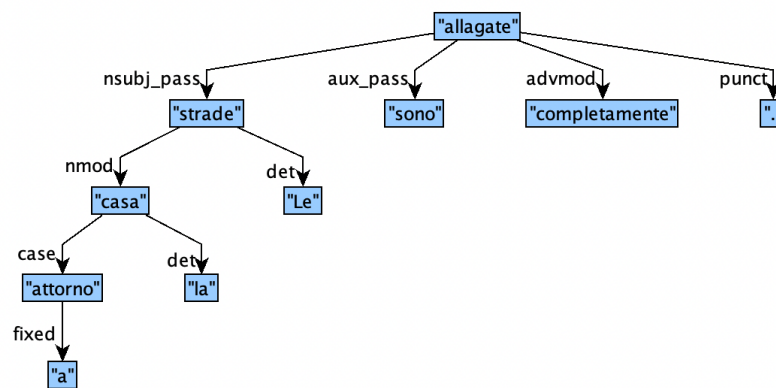 "allagate"
nsubj_pass aux_pass advmod punct
"strade" "sono" "completamente" ".
nmod det
"casa" "Le"
case det
"attorno" "la"
fixed
"a"